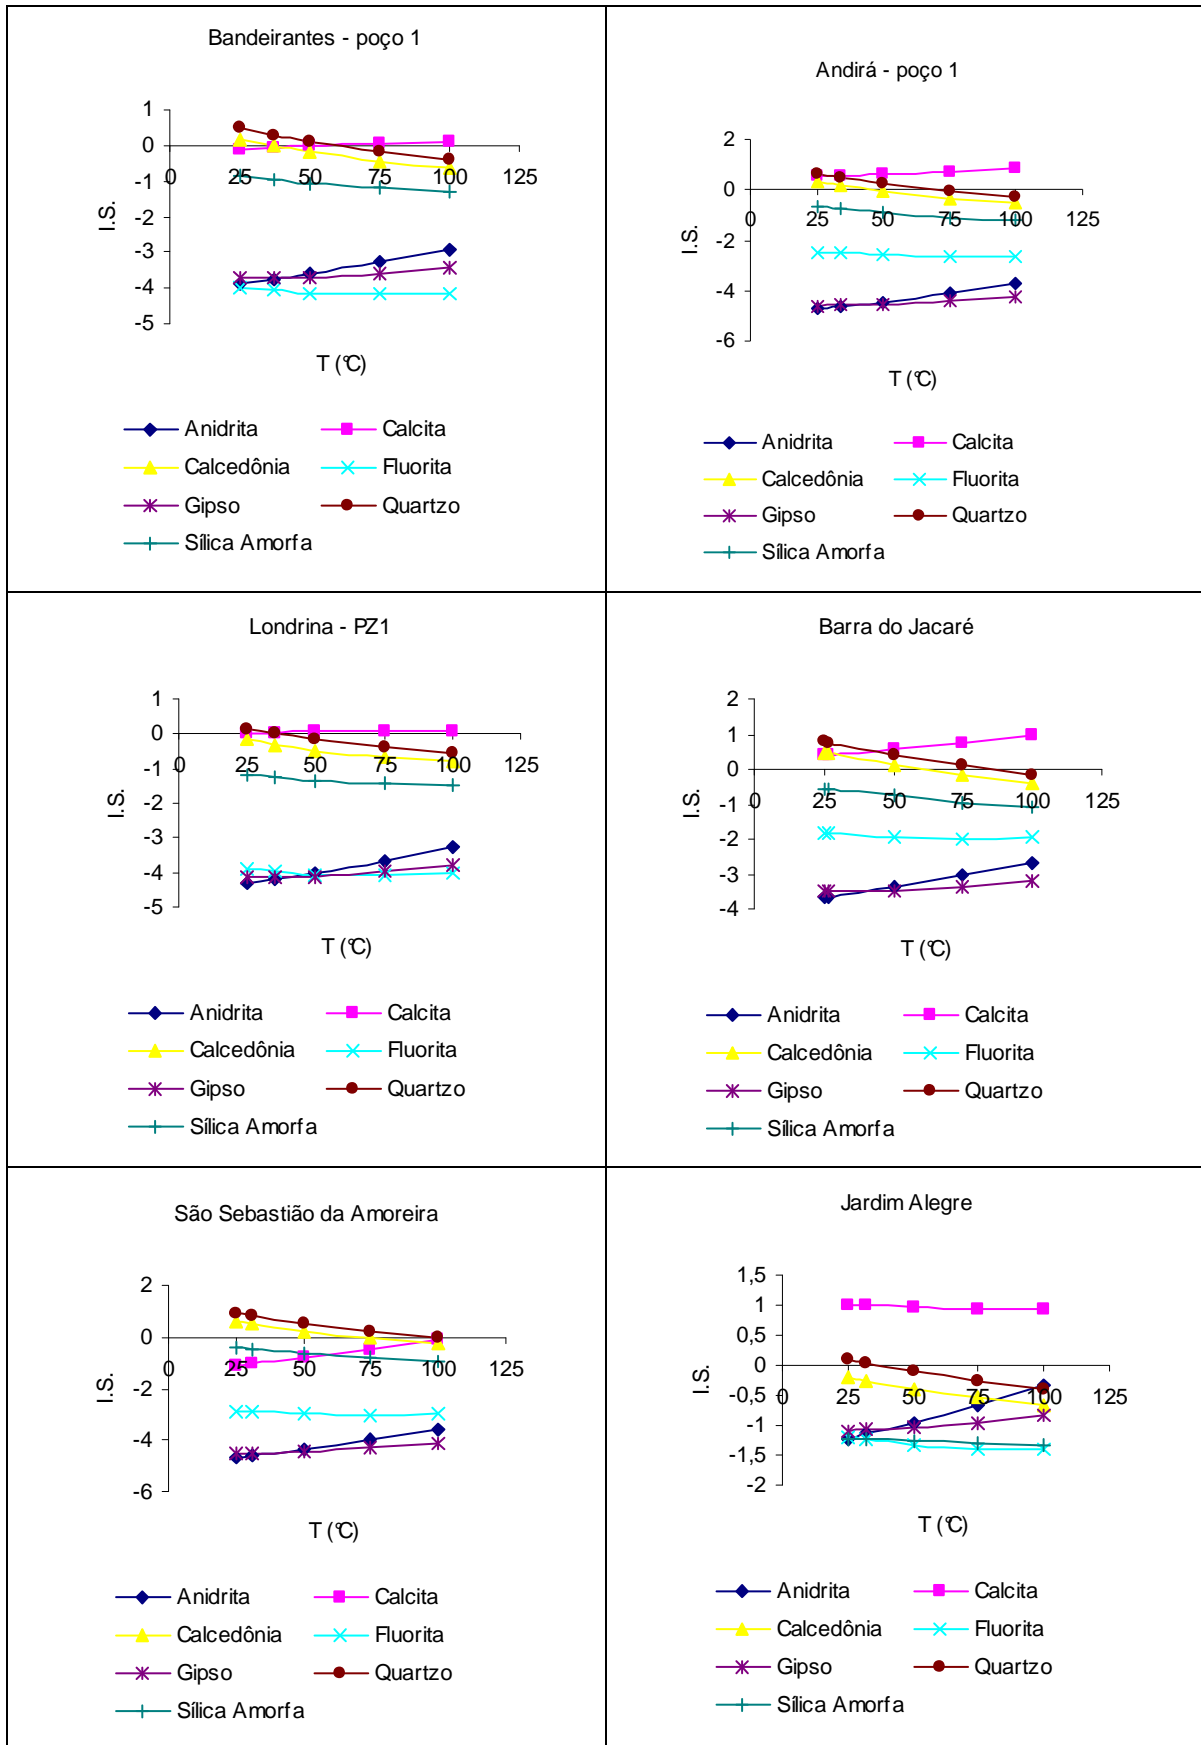 Bandeirantes - poço 1
1
0
-1
-2
-3
-4
-5
0 25 50 75 100 125
I.S.
T (°C)
Anidrita Calcita
Calcedônia Fluorita
Gipso Quartzo
Sílica Amorfa
Andirá - poço 1
2
0
-2
-4
-6
0 25 50 75 100 125
I.S.
T (°C)
Anidrita Calcita
Calcedônia Fluorita
Gipso Quartzo
Sílica Amorfa
Londrina - PZ1
1
0
-1
-2
-3
-4
-5
0 25 50 75 100 125
I.S.
T (°C)
Anidrita Calcita
Calcedônia Fluorita
Gipso Quartzo
Sílica Amorfa
Barra do Jacaré
2
1
0
-1
-2
-3
-4
0 25 50 75 100 125
I.S.
T (°C)
Anidrita Calcita
Calcedônia Fluorita
Gipso Quartzo
Sílica Amorfa
São Sebastião da Amoreira
2
0
-2
-4
-6
0 25 50 75 100 125
I.S.
T (°C)
Anidrita Calcita
Calcedônia Fluorita
Gipso Quartzo
Sílica Amorfa
Jardim Alegre
1,5
1
0,5
0
-0,5
-1
-1,5
-2
0 25 50 75 100 125
I.S.
T (°C)
Anidrita Calcita
Calcedônia Fluorita
Gipso Quartzo
Sílica Amorfa